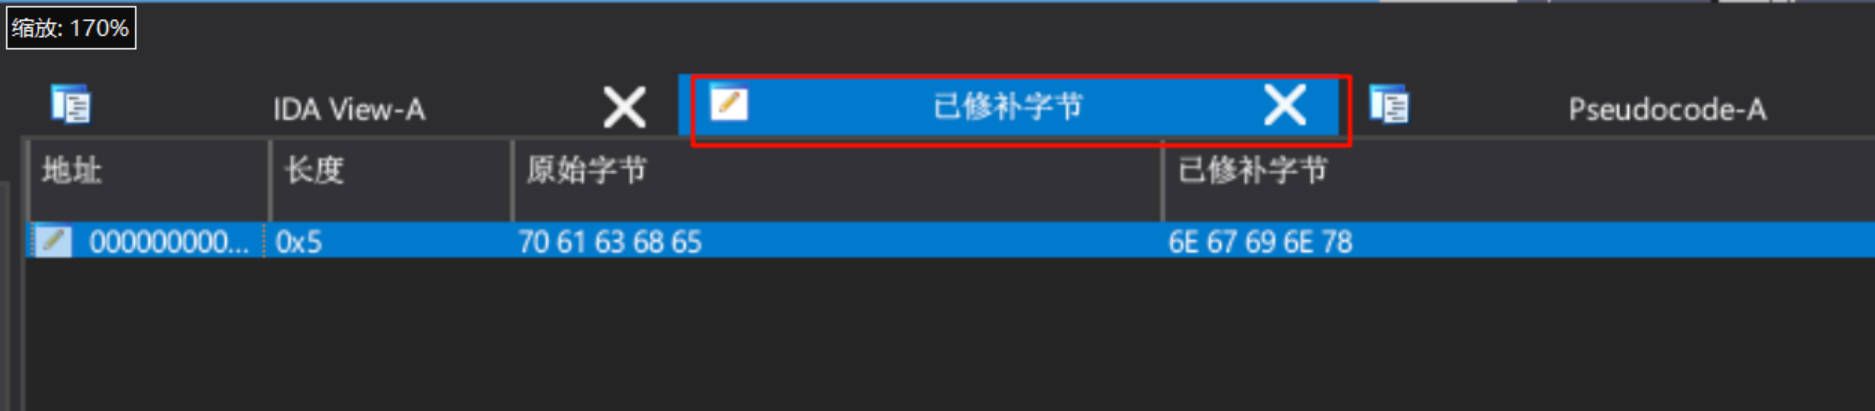 缩放: 170%
IDA View-A 已修补字节 Pseudocode-A
地址 长度 原始字节 已修补字节
000000000... 0x5 70 61 63 68 65 6E 67 69 6E 78